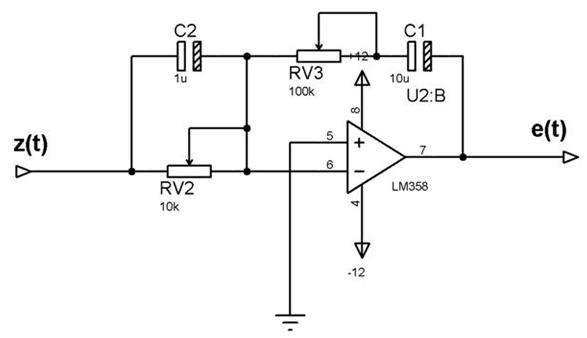 C2
1u
RV3
100k
+12
C1
10u
U2:B
8
z(t)
5
+
7
e(t)
6
−
RV2
10k
LM358
4
-12